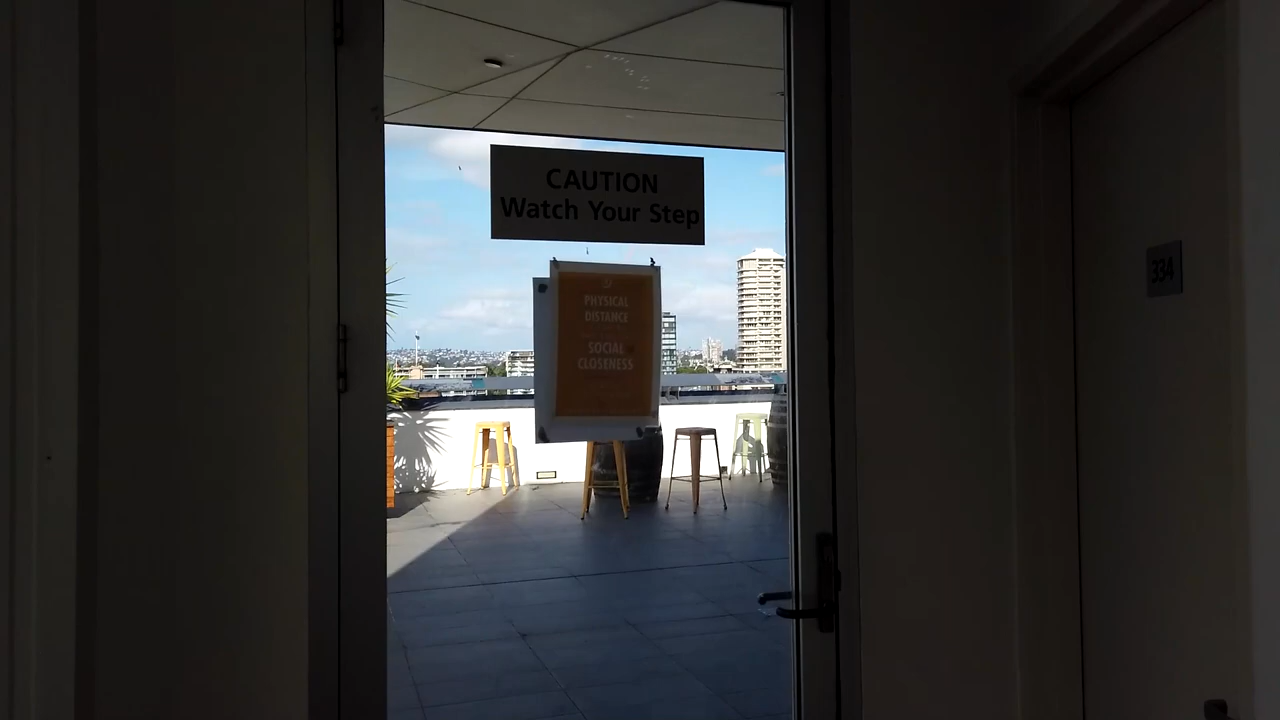 CAUTION
Watch Your Step
PHYSICAL
DISTANCE
SOCIAL
CLOSENESS
334